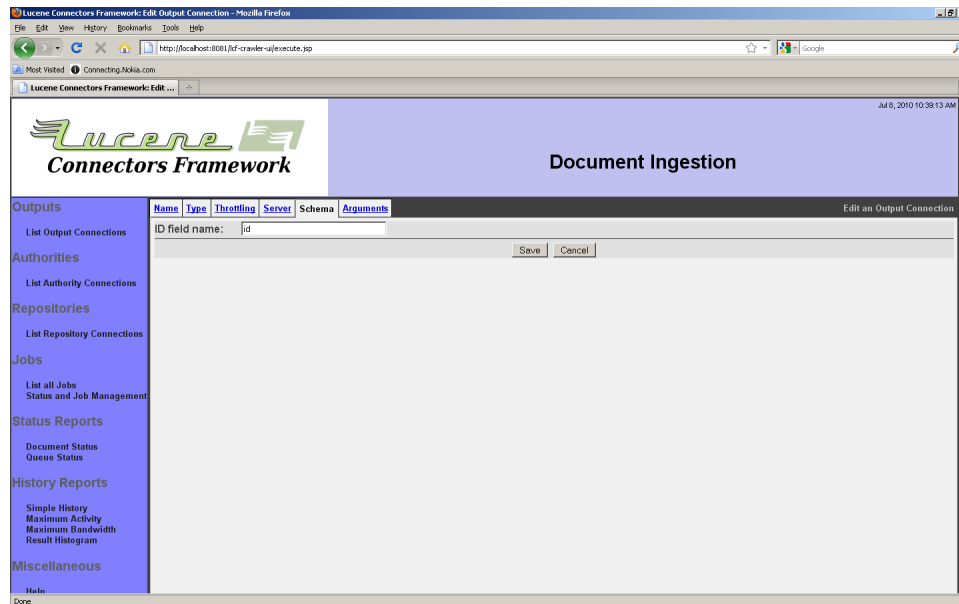 Lucene Connectors Framework: Edit Output Connection - Mozilla Firefox
File Edit View History Bookmarks Tools Help
http://localhost:8081/lcf-crawler-ui/execute.jsp
Google
Most Visited Connecting.Nokia.com
Lucene Connectors Framework: Edit ...
Jul 8, 2010 10:39:13 AM
Lucene
Connectors Framework
Document Ingestion
Outputs
List Output Connections
Authorities
List Authority Connections
Repositories
List Repository Connections
Jobs
List all Jobs
Status and Job Management
Status Reports
Document Status
Queue Status
History Reports
Simple History
Maximum Activity
Maximum Bandwidth
Result Histogram
Miscellaneous
Help
Name Type Throttling Server Schema Arguments
Edit an Output Connection
ID field name: id
Save Cancel
Done